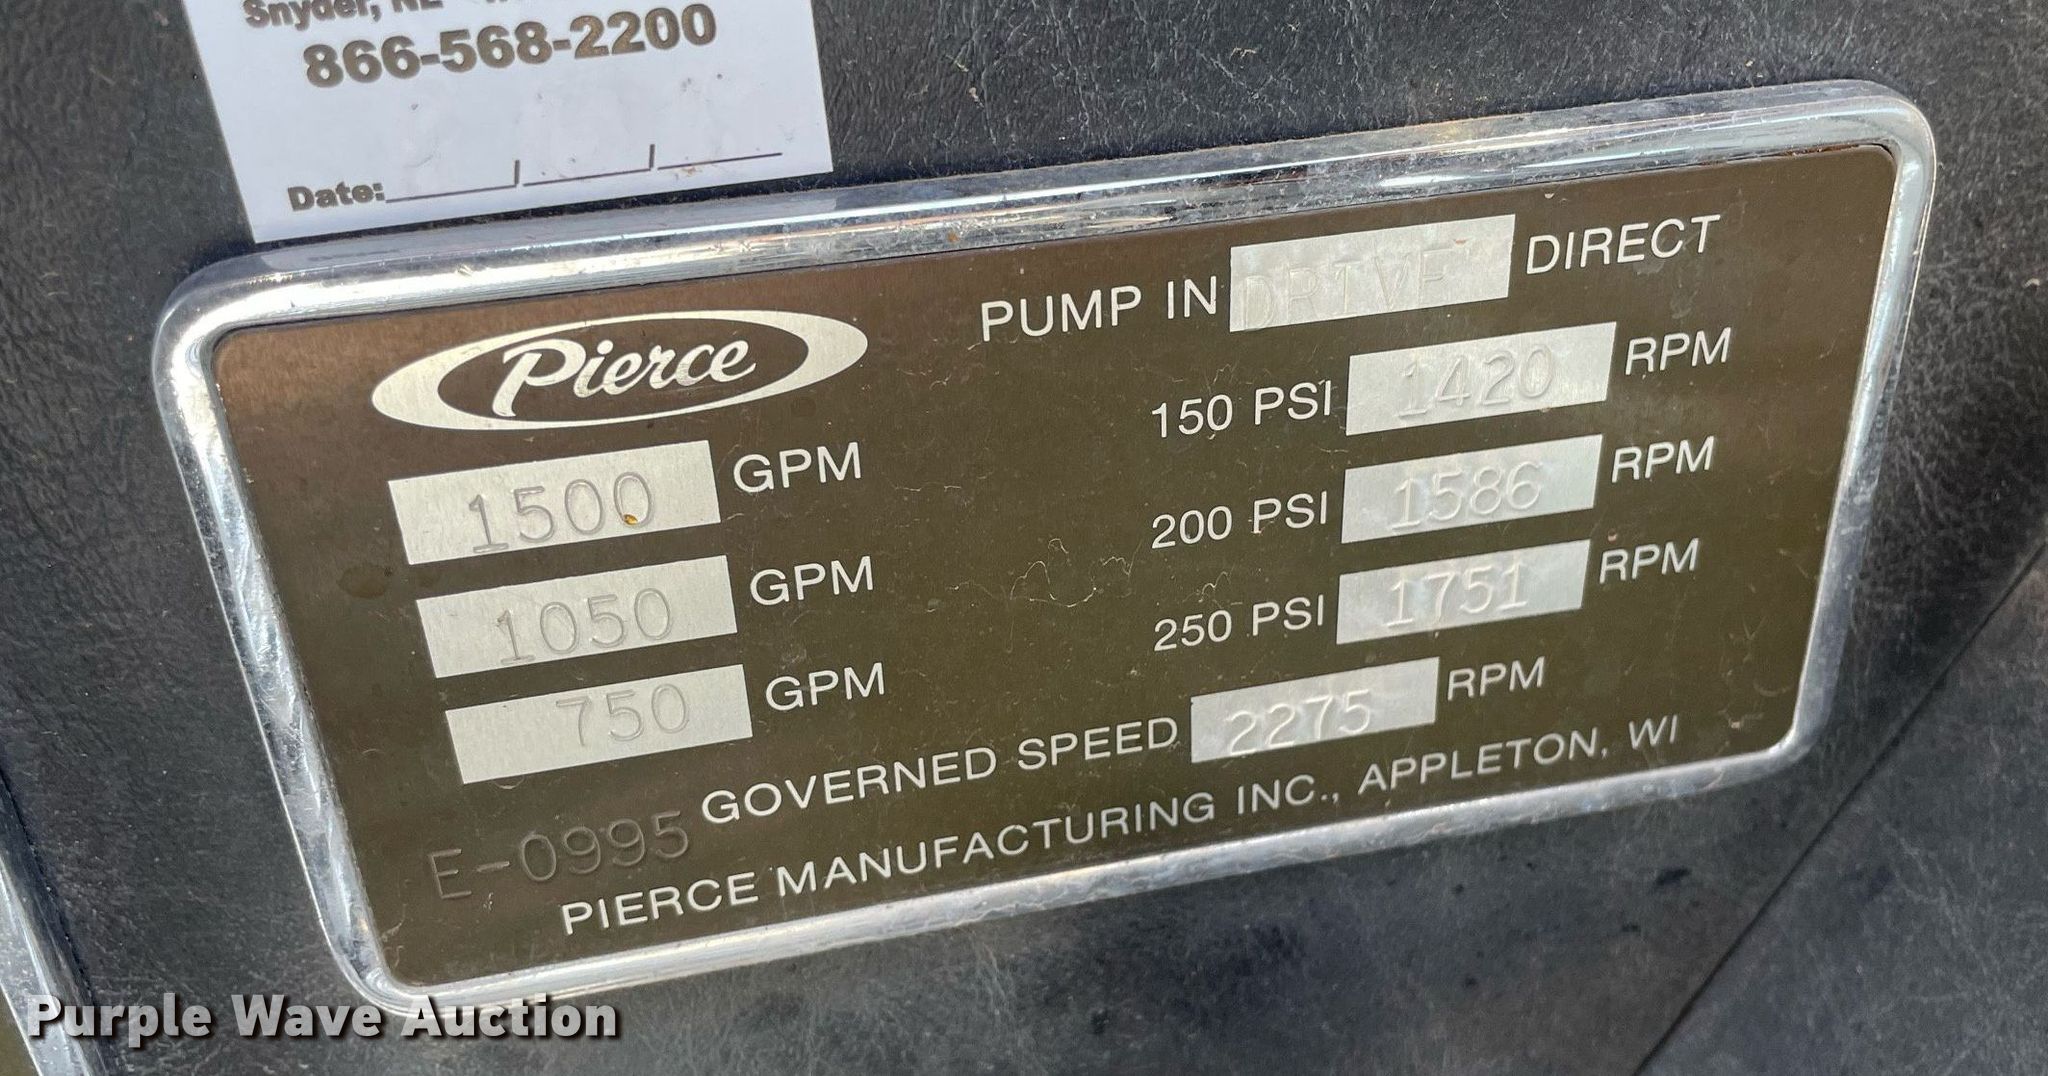 Snyder, NE
866-568-2200
Date:
Pierce
PUMP IN DRIVE DIRECT
1500 GPM 150 PSI 1420 RPM
1050 GPM 200 PSI 1586 RPM
750 GPM 250 PSI 1751 RPM
GOVERNED SPEED 2275 RPM
E-0995
PIERCE MANUFACTURING INC., APPLETON, WI
Purple Wave Auction